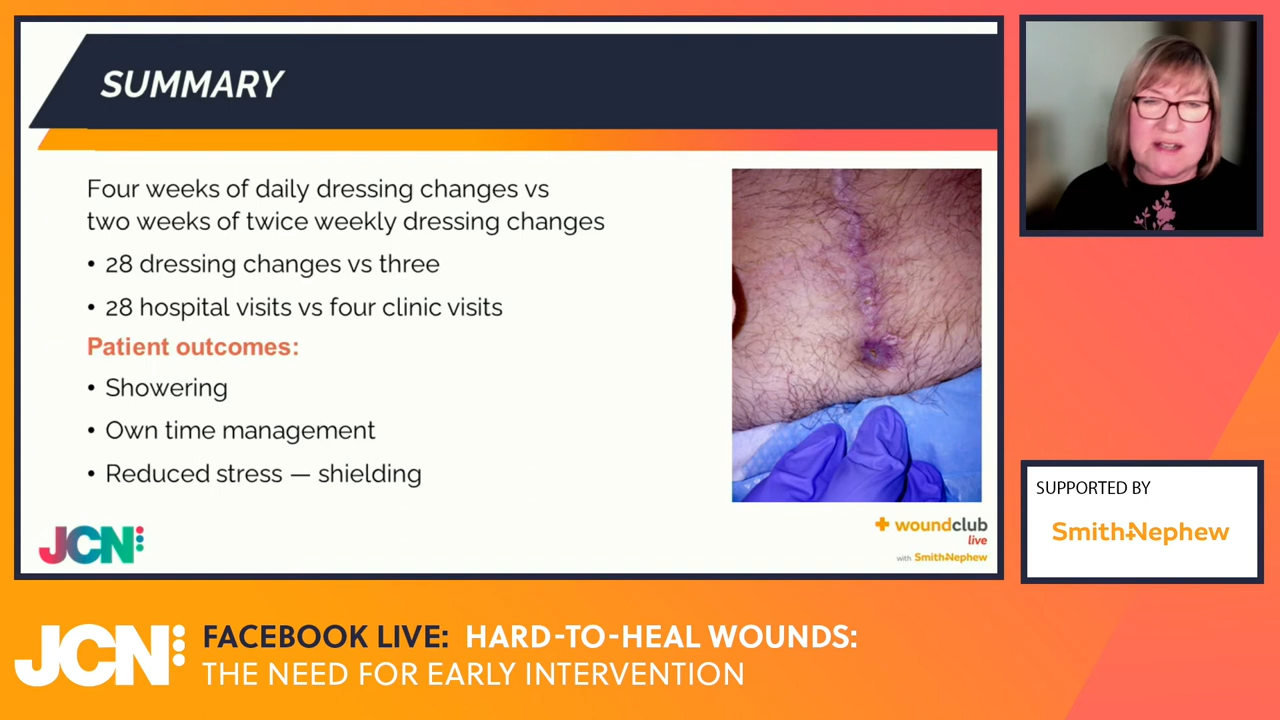 SUMMARY
Four weeks of daily dressing changes vs
two weeks of twice weekly dressing changes
• 28 dressing changes vs three
• 28 hospital visits vs four clinic visits
Patient outcomes:
• Showering
• Own time management
• Reduced stress — shielding
JCN
woundclub
live
with Smith+Nephew
SUPPORTED BY
Smith+Nephew
JCN
FACEBOOK LIVE: HARD-TO-HEAL WOUNDS:
THE NEED FOR EARLY INTERVENTION